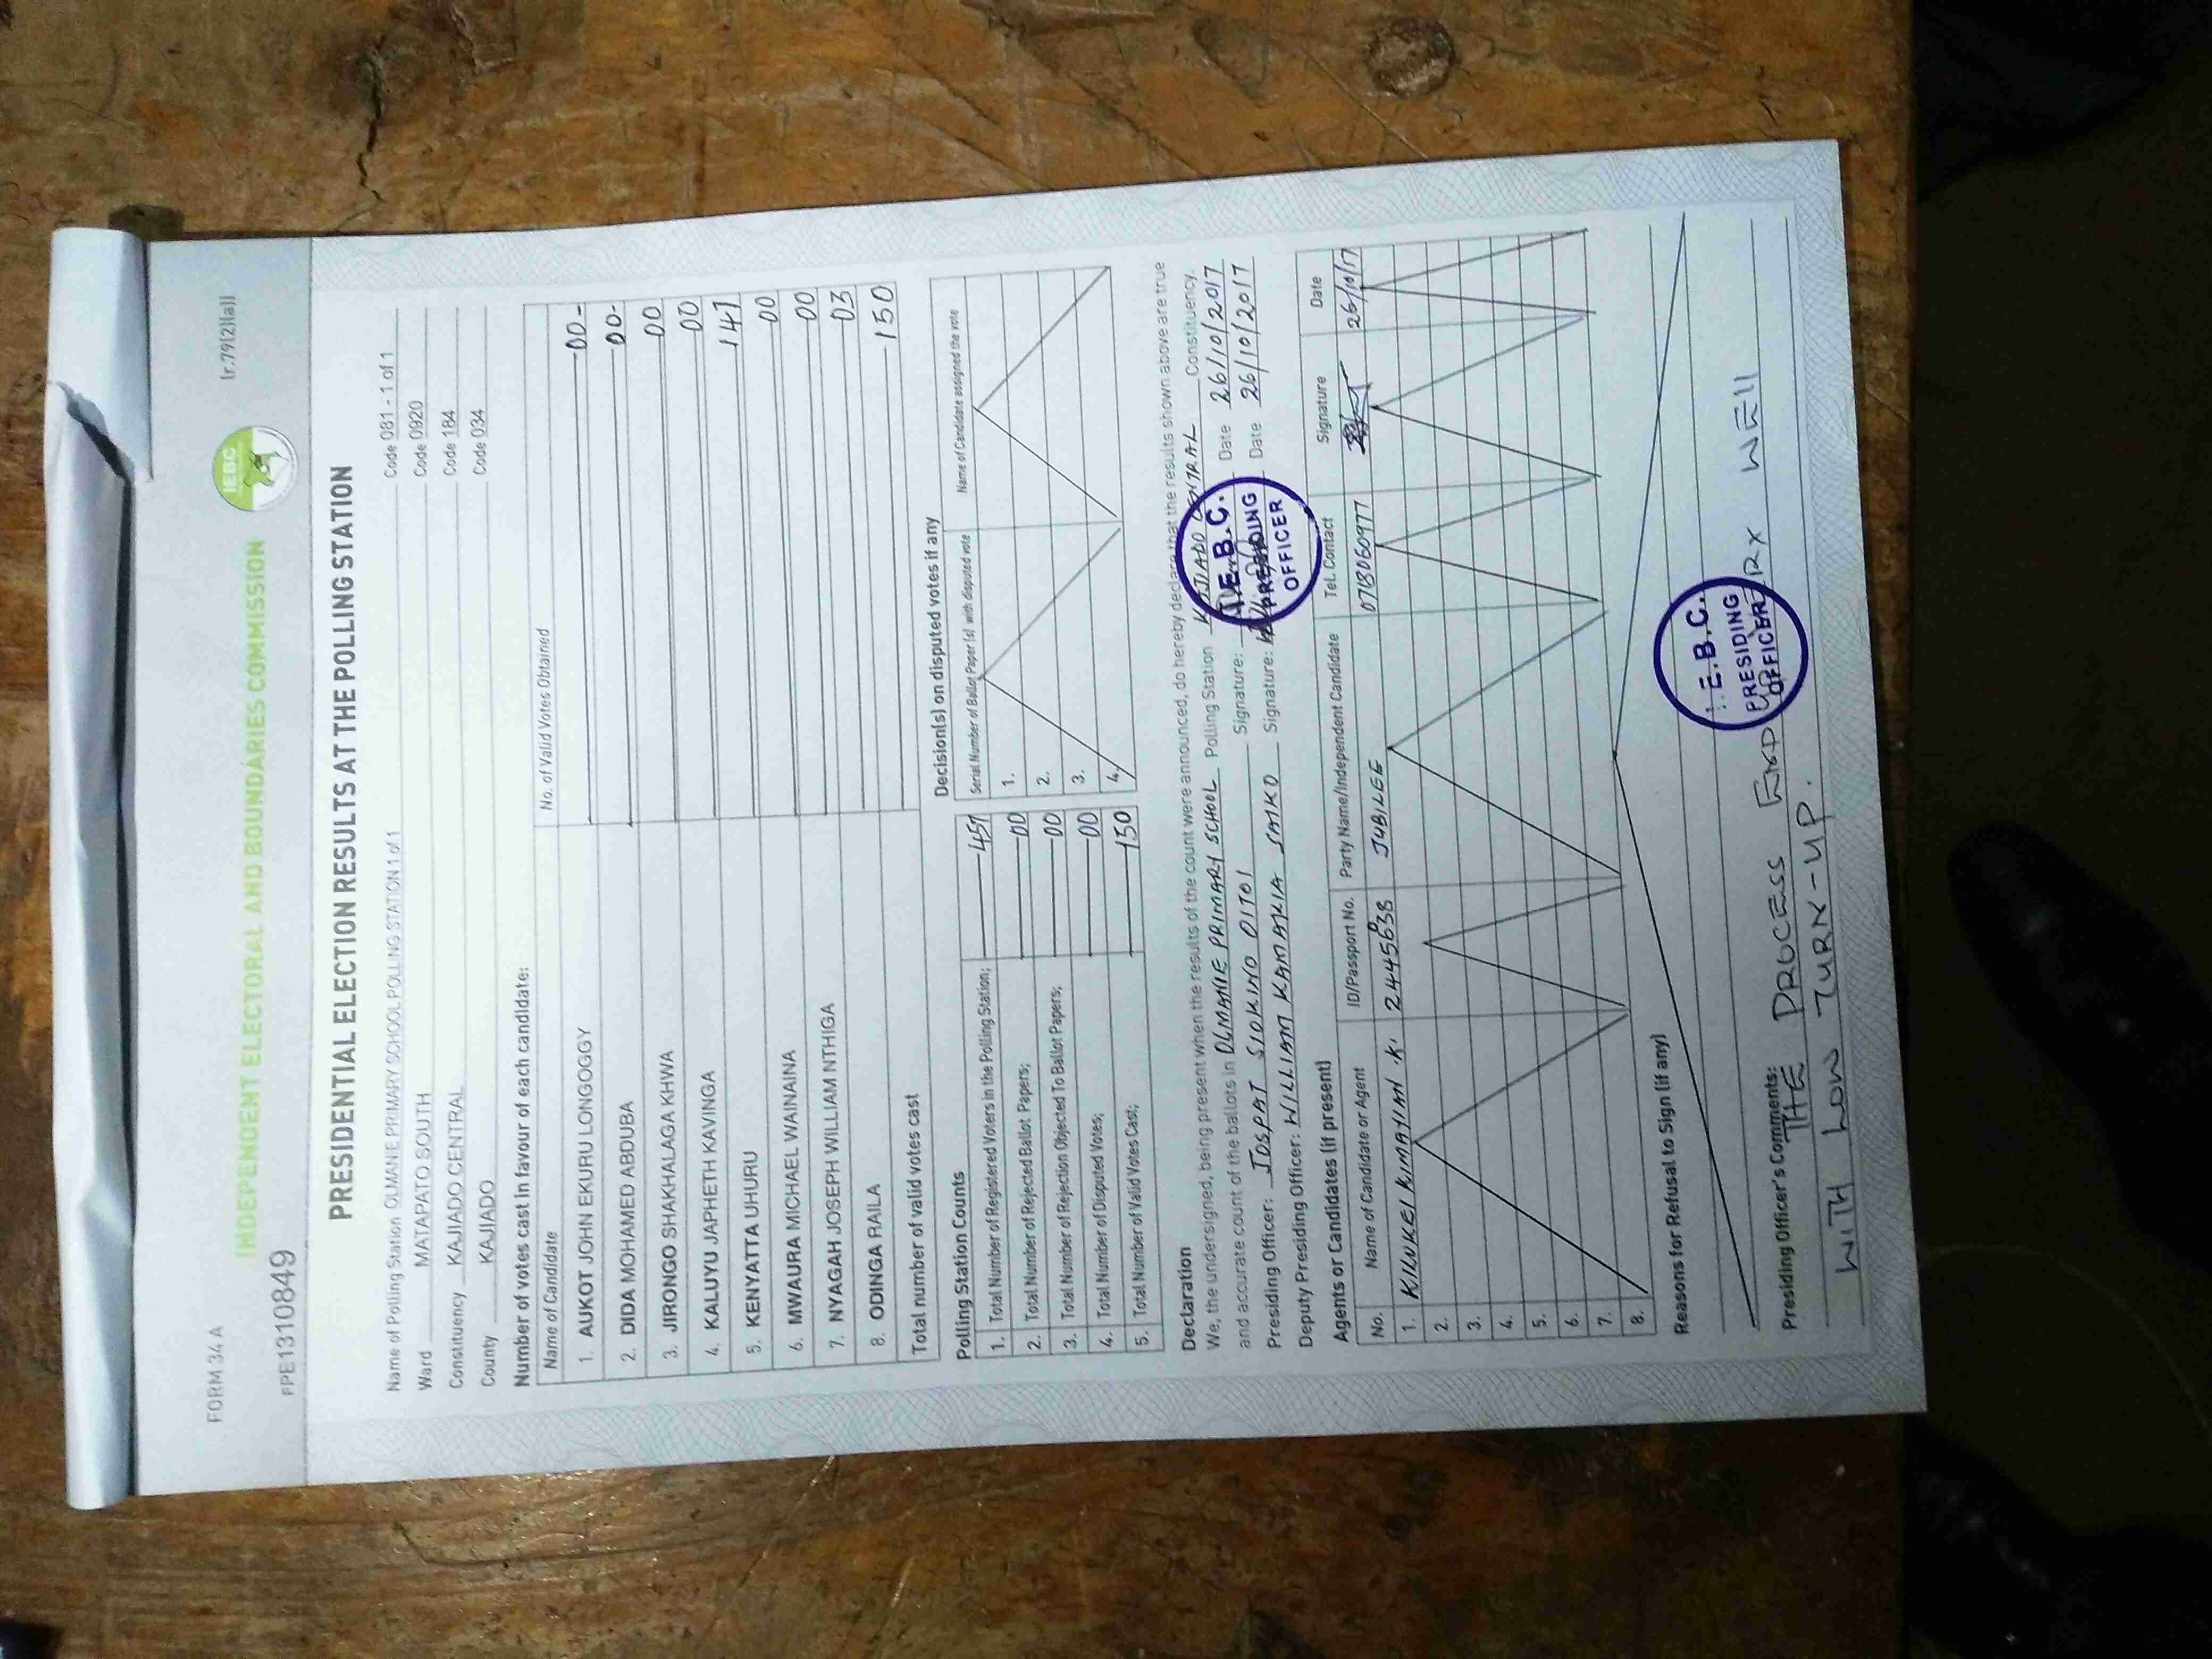 FORM 34 A
(r.79(2)(a))
INDEPENDENT ELECTORAL AND BOUNDARIES COMMISSION
IEBC
FPE1310849
PRESIDENTIAL ELECTION RESULTS AT THE POLLING STATION
Name of Polling Station OLMANIE PRIMARY SCHOOL POLLING STATION 1 of 1 Code 081 - 1 of 1
Ward MATAPATO SOUTH Code 0920
Constituency KAJIADO CENTRAL Code 184
County KAJIADO Code 034
Number of votes cast in favour of each candidate:
Name of Candidate No. of Valid Votes Obtained
1. AUKOT JOHN EKURU LONGOGGY 00-
2. DIDA MOHAMED ABDUBA 00-
3. JIRONGO SHAKHALAGA KHWA 00
4. KALUYU JAPHETH KAVINGA 00
5. KENYATTA UHURU 147
6. MWAURA MICHAEL WAINAINA 00
7. NYAGAH JOSEPH WILLIAM NTHIGA 00
8. ODINGA RAILA 03
Total number of valid votes cast 150
Polling Station Counts
1. Total Number of Registered Voters in the Polling Station; 457
2. Total Number of Rejected Ballot Papers; 00
3. Total Number of Rejection Objected To Ballot Papers; 00
4. Total Number of Disputed Votes; 00
5. Total Number of Valid Votes Cast; 150
Decision(s) on disputed votes if any
Serial Number of Ballot Paper (s) with disputed vote Name of Candidate assigned the vote
1.
2.
3.
4.
Declaration
We, the undersigned, being present when the results of the count were announced, do hereby declare that the results shown above are true
and accurate count of the ballots in OLMANIE PRIMARY SCHOOL Polling Station KAJIADO CENTRAL Constituency.
Presiding Officer: JOSPAT SIOKINO OITOI Signature: Date 26/10/2017
Deputy Presiding Officer: WILLIAM KAMAKIA SAIKO Signature: Date 26/10/2017
I.E.B.C.
PRESIDING
OFFICER
Agents or Candidates (if present)
No. Name of Candidate or Agent ID/Passport No. Party Name/Independent Candidate Tel. Contact Signature Date
1. KINKEI KIMAYIAN .K. 24445638 JUBILEE 0718060977 26/10/17
2.
3.
4.
5.
6.
7.
8.
Reasons for Refusal to Sign (if any)
I.E.B.C.
PRESIDING
OFFICER
Presiding Officer's Comments:
THE PROCESS END WELL
WITH LOW TURN-UP.